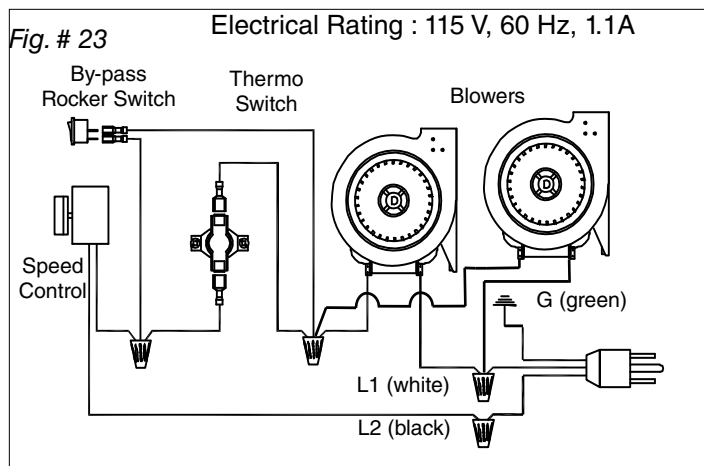 Fig. # 23
Electrical Rating : 115 V, 60 Hz, 1.1A
By-pass
Rocker Switch
Thermo
Switch
Blowers
D
D
Speed
Control
G (green)
L1 (white)
L2 (black)